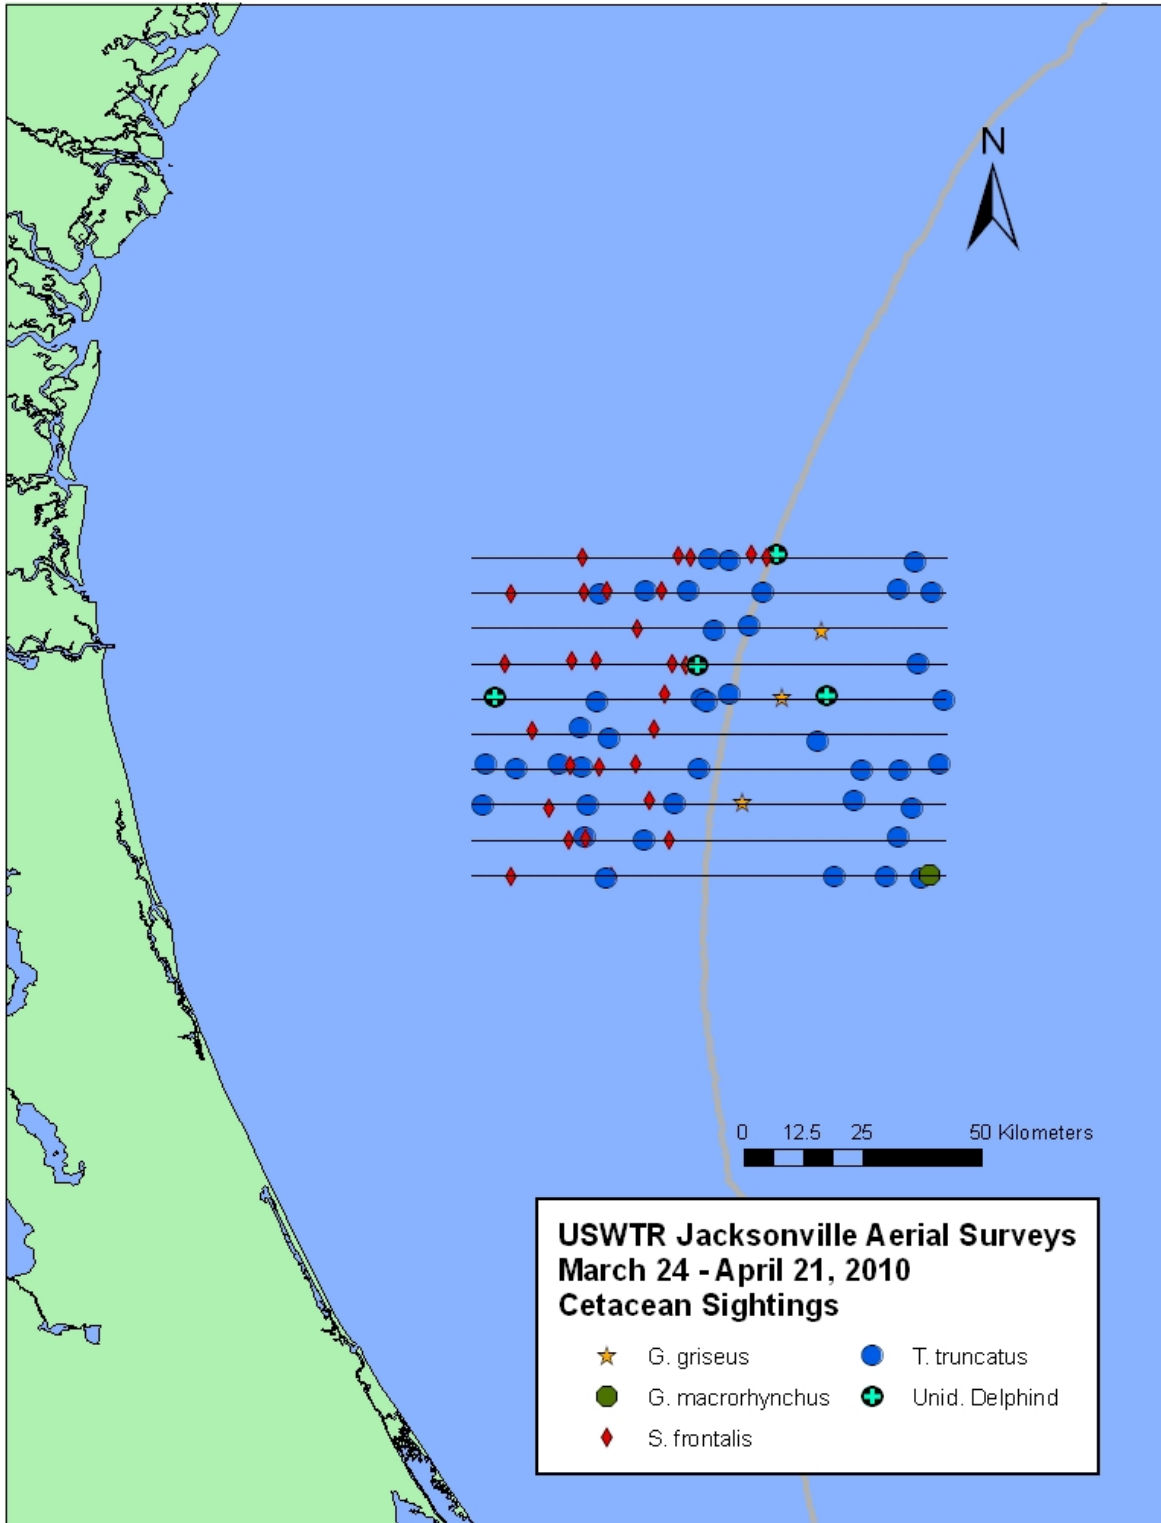 N
0 12.5 25 50 Kilometers
USWTR Jacksonville Aerial Surveys
March 24 - April 21, 2010
Cetacean Sightings
G. griseus
T. truncatus
G. macrorhynchus
Unid. Delphind
S. frontalis